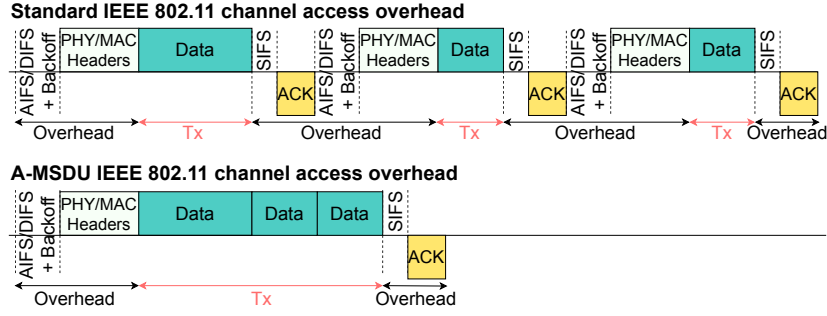 Standard IEEE 802.11 channel access overhead
AIFS/DIFS
+ Backoff
PHY/MAC
Headers
Data
SIFS
ACK
AIFS/DIFS
+ Backoff
PHY/MAC
Headers
Data
SIFS
ACK
AIFS/DIFS
+ Backoff
PHY/MAC
Headers
Data
SIFS
ACK
Overhead
Tx
Overhead
Tx
Overhead
Tx
Overhead
A-MSDU IEEE 802.11 channel access overhead
AIFS/DIFS
+ Backoff
PHY/MAC
Headers
Data
Data
Data
SIFS
ACK
Overhead
Tx
Overhead